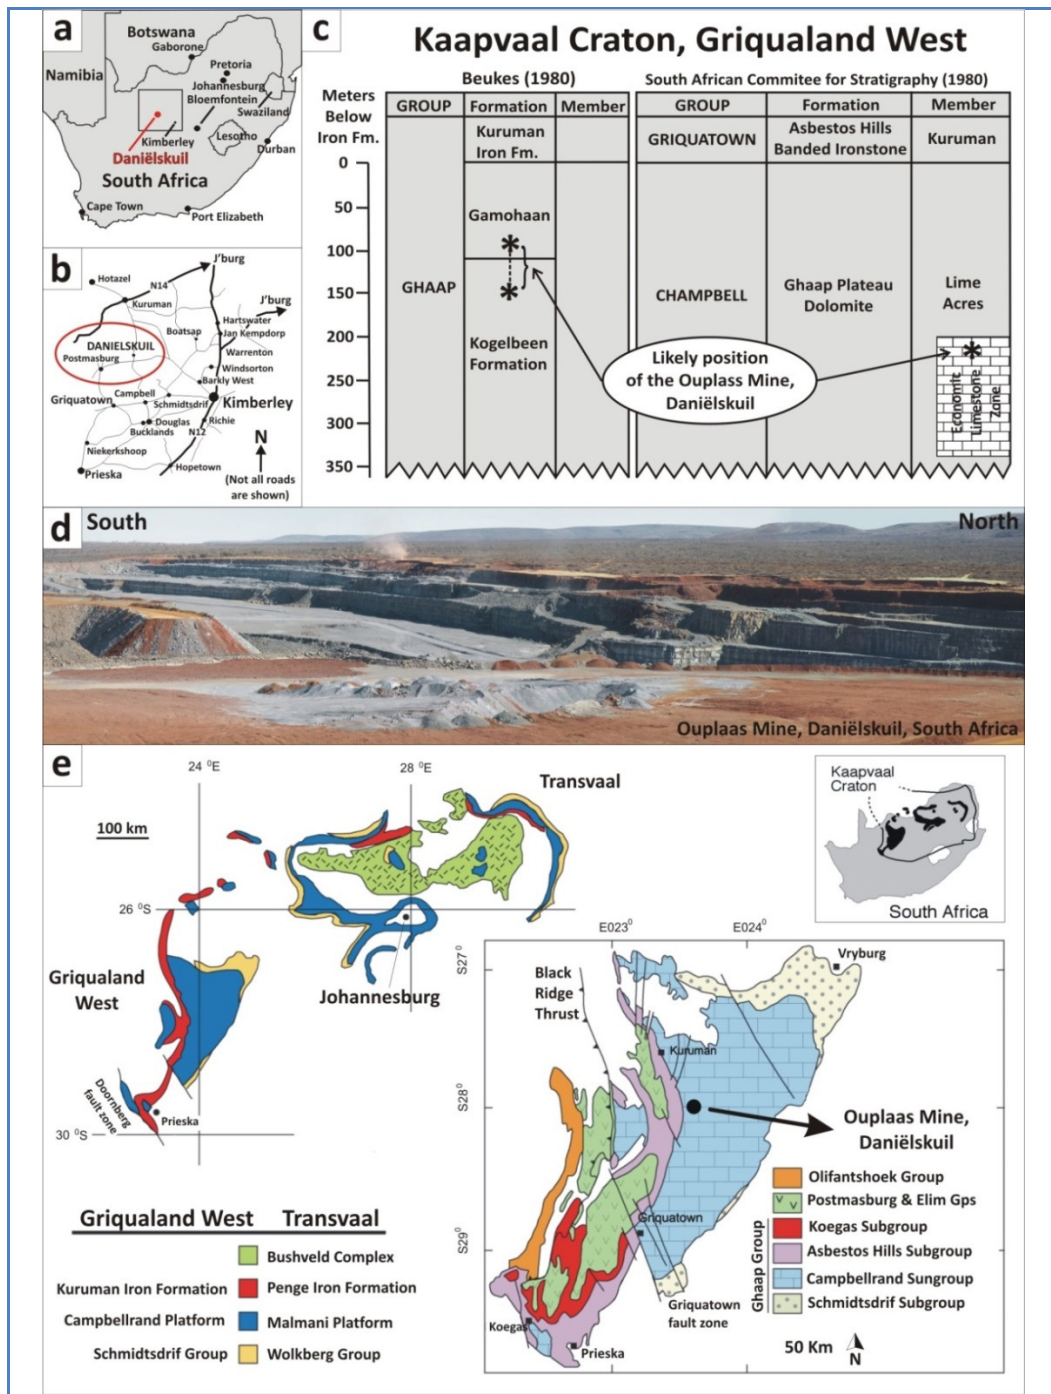 a
Botswana
Gaborone
Namibia
Pretoria
Johannesburg
Bloemfontein
Swaziland
Kimberley
Lesotho
Durban
Daniëlskuil
South Africa
Cape Town
Port Elizabeth
b
J'burg
Hotazel
N14
J'burg
Kuruman
Hartswater
Boatsap
Jan Kempdorp
DANIELSKUIL
Warrenton
Postmasburg
Windsorton
Barkly West
Campbell
Griquatown
Schmidtsdrif
Kimberley
Douglas
Richie
Bucklands
N12
N
Niekerkshoop
Hopetown
Prieska
(Not all roads
are shown)
c
Kaapvaal Craton, Griqualand West
Beukes (1980)
South African Commitee for Stratigraphy (1980)
Meters
Below
Iron Fm.
GROUP
Formation
Member
GROUP
Formation
Member
Kuruman
Iron Fm.
GRIQUATOWN
Asbestos Hills
Banded Ironstone
Kuruman
0
50
100
150
200
250
300
350
GHAAP
Gamohaan
Kogelbeen
Formation
CHAMPBELL
Ghaap Plateau
Dolomite
Lime
Acres
Likely position
of the Ouplass Mine,
Daniëlskuil
Economic
Limestone
Zone
d
South
North
Ouplaas Mine, Daniëlskuil, South Africa
e
24 ⁰E
28 ⁰E
Transvaal
100 km
26 ⁰S
Griqualand
West
Johannesburg
Doornberg
fault zone
Prieska
30 ⁰S
Kaapvaal
Craton
South Africa
E023⁰
E024⁰
S27⁰
S28⁰
S29⁰
Vryburg
Black
Ridge
Thrust
Kuruman
Ouplaas Mine,
Daniëlskuil
Griquatown
Griquatown
fault zone
Koegas
Prieska
Olifantshoek Group
Postmasburg & Elim Gps
Ghaap Group
Koegas Subgroup
Asbestos Hills Subgroup
Campbellrand Sungroup
Schmidtsdrif Subgroup
50 Km
N
Griqualand West
Transvaal
Bushveld Complex
Kuruman Iron Formation
Penge Iron Formation
Campbellrand Platform
Malmani Platform
Schmidtsdrif Group
Wolkberg Group